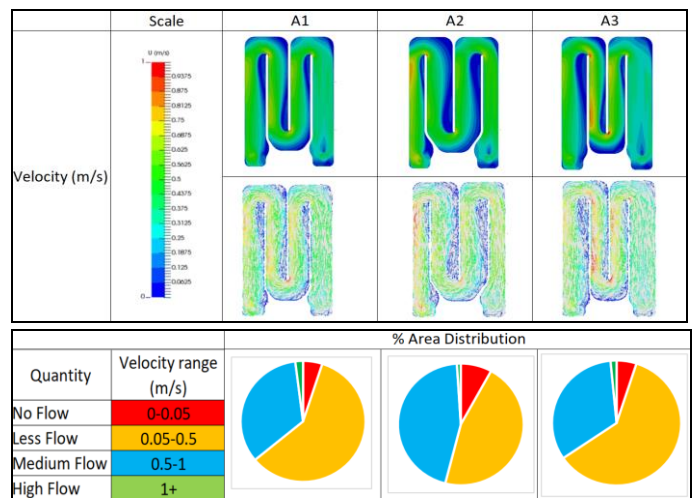 Scale A1 A2 A3
Velocity (m/s)
U (m/s)
1
0.9375
0.875
0.8125
0.75
0.6875
0.625
0.5625
0.5
0.4375
0.375
0.3125
0.25
0.1875
0.125
0.0625
0
% Area Distribution
Quantity Velocity range (m/s)
No Flow 0-0.05
Less Flow 0.05-0.5
Medium Flow 0.5-1
High Flow 1+